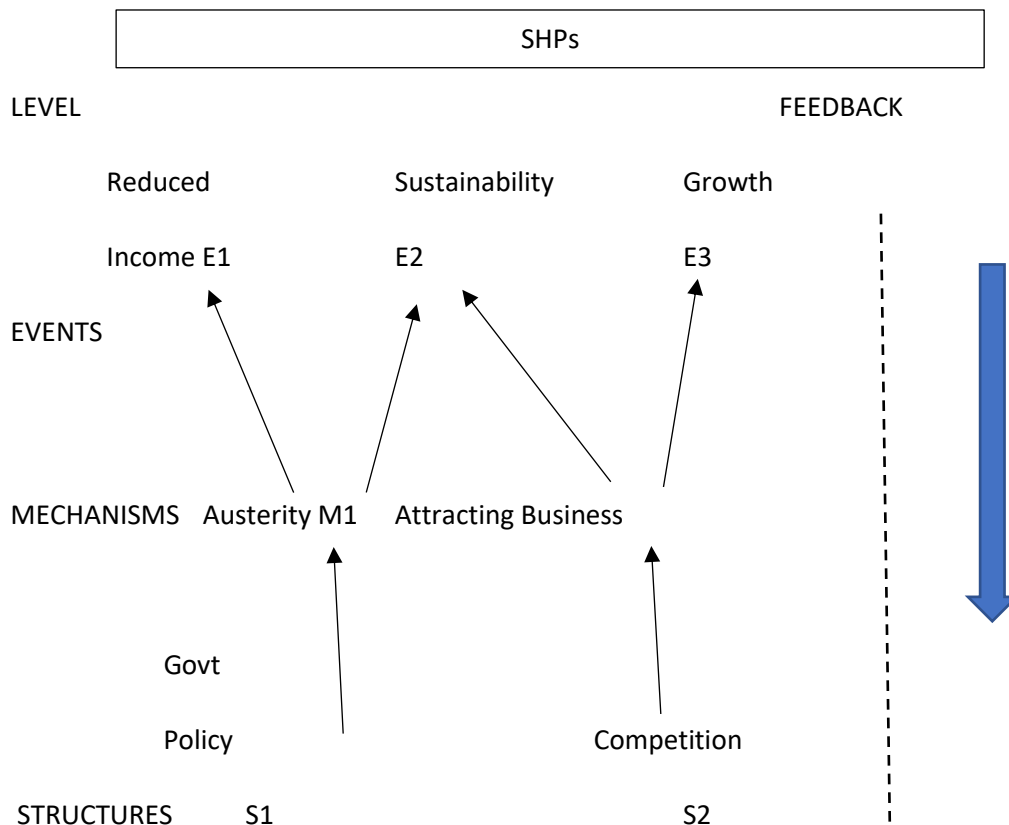 SHPs
LEVEL FEEDBACK
Reduced Sustainability Growth
Income E1 E2 E3
EVENTS
MECHANISMS Austerity M1 Attracting Business
Govt
Policy Competition
STRUCTURES S1 S2